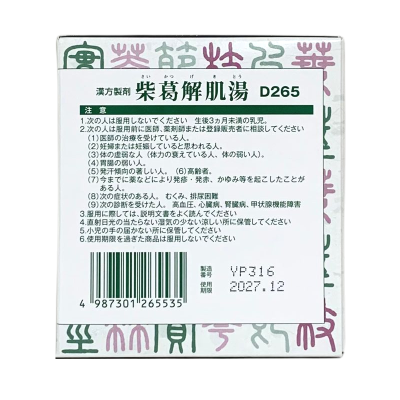 さい かつ げ き とう
漢方製剤 柴葛解肌湯 D265
注 意
1.次の人は服用しないでください 生後3ヵ月未満の乳児。
2.次の人は服用前に医師、薬剤師または登録販売者に相談してください
(1)医師の治療を受けている人。
(2)妊婦または妊娠していると思われる人。
(3)体の虚弱な人(体力の衰えている人、体の弱い人)。
(4)胃腸の弱い人。
(5)発汗傾向の著しい人。 (6)高齢者。
(7)今までに薬などにより発疹・発赤、かゆみ等を起こしたことが
ある人。
(8)次の症状のある人。 むくみ、排尿困難
(9)次の診断を受けた人。 高血圧、心臓病、腎臓病、甲状腺機能障害
3.服用に際しては、説明文書をよく読んでください
4.直射日光の当たらない湿気の少ない涼しい所に保管してください
5.小児の手の届かない所に保管してください
6.使用期限を過ぎた商品は服用しないでください
製造番号 YP316
使用期限 2027.12
4 987301 265535